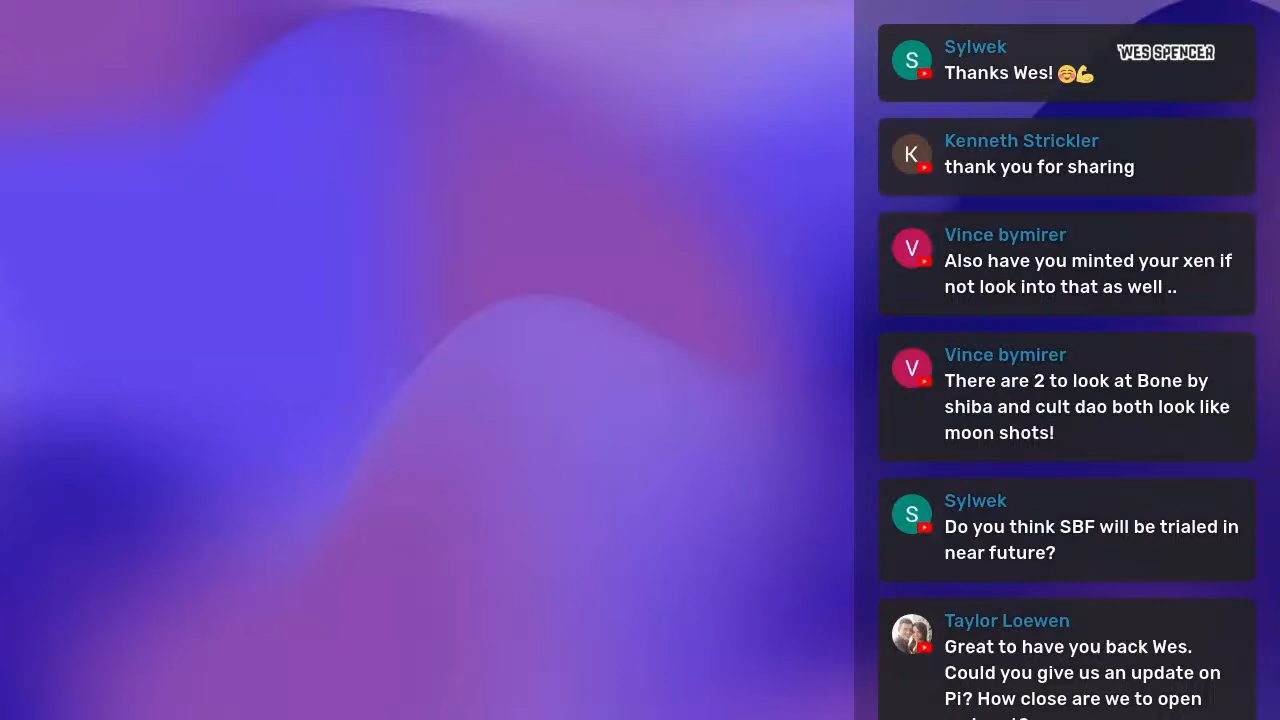 Sylwek
WES SPENCER
Thanks Wes! 🥰💪
Kenneth Strickler
thank you for sharing
Vince bymirer
Also have you minted your xen if
not look into that as well ..
Vince bymirer
There are 2 to look at Bone by
shiba and cult dao both look like
moon shots!
Sylwek
Do you think SBF will be trialed in
near future?
Taylor Loewen
Great to have you back Wes.
Could you give us an update on
Pi? How close are we to open
S
K
V
V
S